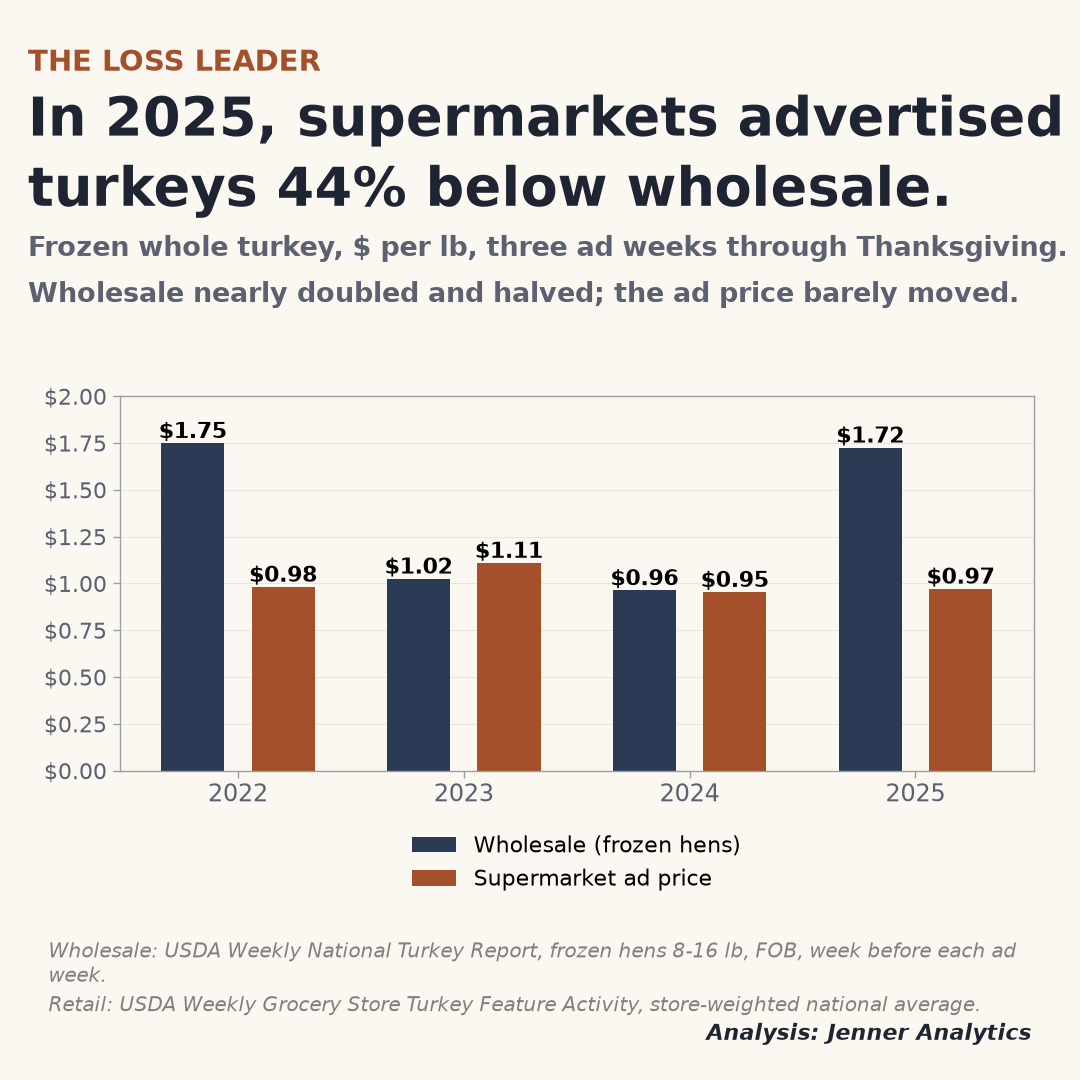 THE LOSS LEADER
In 2025, supermarkets advertised
turkeys 44% below wholesale.
Frozen whole turkey, $ per lb, three ad weeks through Thanksgiving.
Wholesale nearly doubled and halved; the ad price barely moved.
$2.00
$1.75
$1.50
$1.25
$1.00
$0.75
$0.50
$0.25
$0.00
$1.75
$0.98
$1.02
$1.11
$0.96
$0.95
$1.72
$0.97
2022
2023
2024
2025
Wholesale (frozen hens)
Supermarket ad price
Wholesale: USDA Weekly National Turkey Report, frozen hens 8-16 lb, FOB, week before each ad
week.
Retail: USDA Weekly Grocery Store Turkey Feature Activity, store-weighted national average.
Analysis: Jenner Analytics